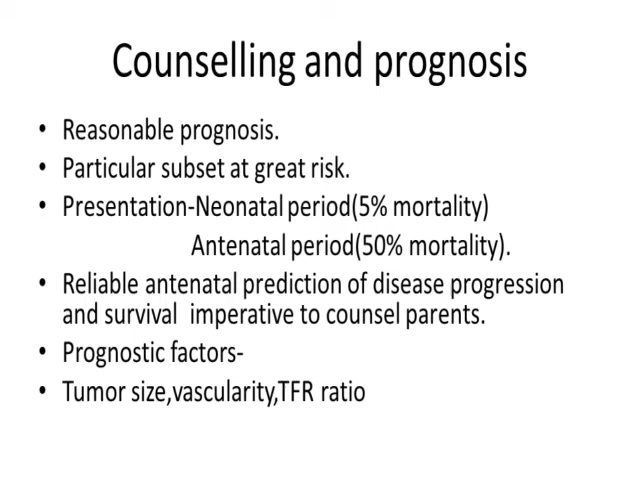 Counselling and prognosis
• Reasonable prognosis.
• Particular subset at great risk.
• Presentation-Neonatal period(5% mortality)
Antenatal period(50% mortality).
• Reliable antenatal prediction of disease progression
and survival imperative to counsel parents.
• Prognostic factors-
• Tumor size,vascularity,TFR ratio